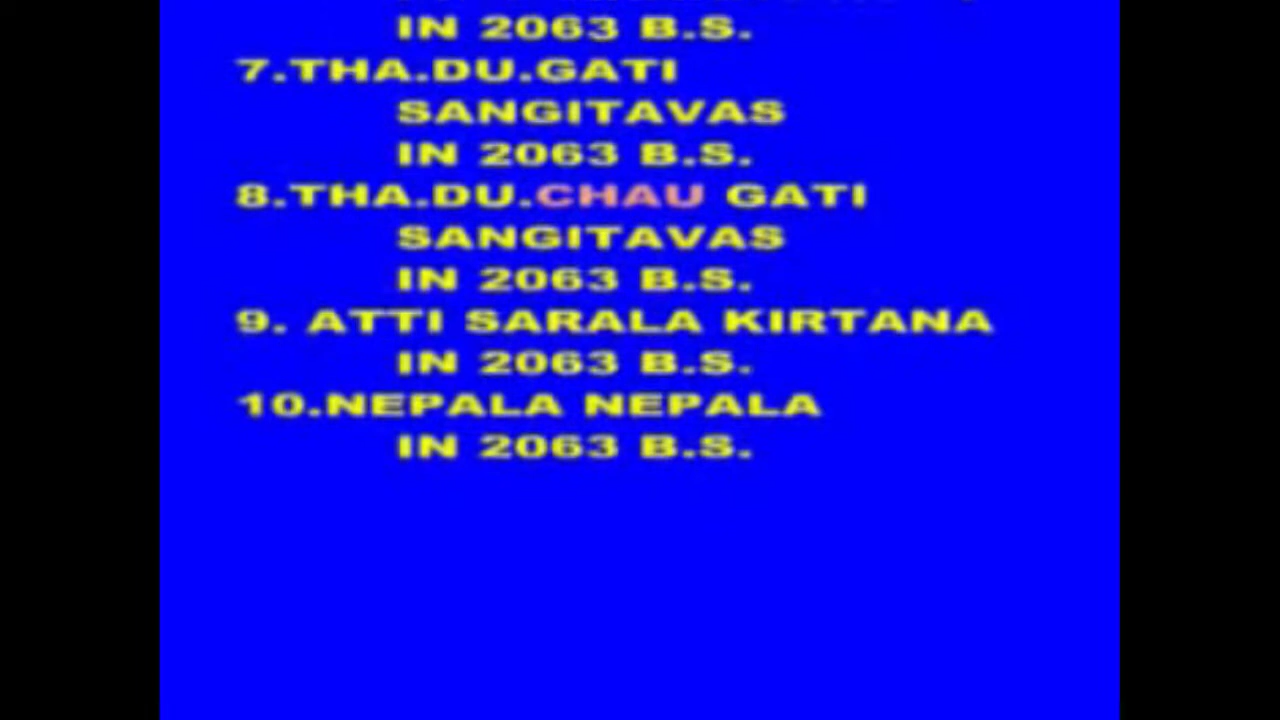 IN 2063 B.S.
7.THA.DU.GATI
SANGITAVAS
IN 2063 B.S.
8.THA.DU.CHAU GATI
SANGITAVAS
IN 2063 B.S.
9. ATTI SARALA KIRTANA
IN 2063 B.S.
10.NEPALA NEPALA
IN 2063 B.S.